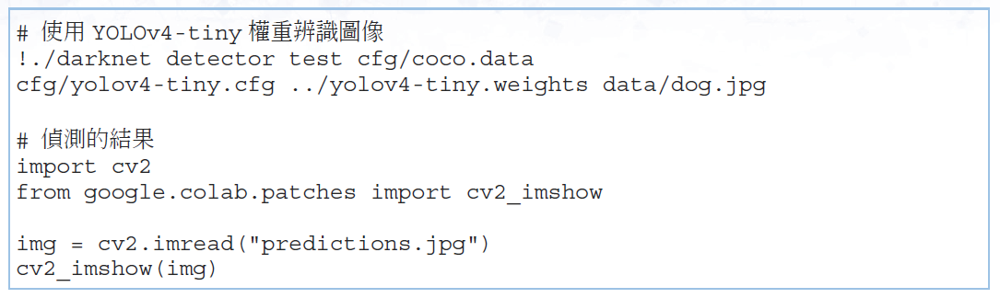 # 使用 YOLOv4-tiny 權重辨識圖像
!./darknet detector test cfg/coco.data
cfg/yolov4-tiny.cfg ../yolov4-tiny.weights data/dog.jpg
# 偵測的結果
import cv2
from google.colab.patches import cv2_imshow
img = cv2.imread("predictions.jpg")
cv2_imshow(img)